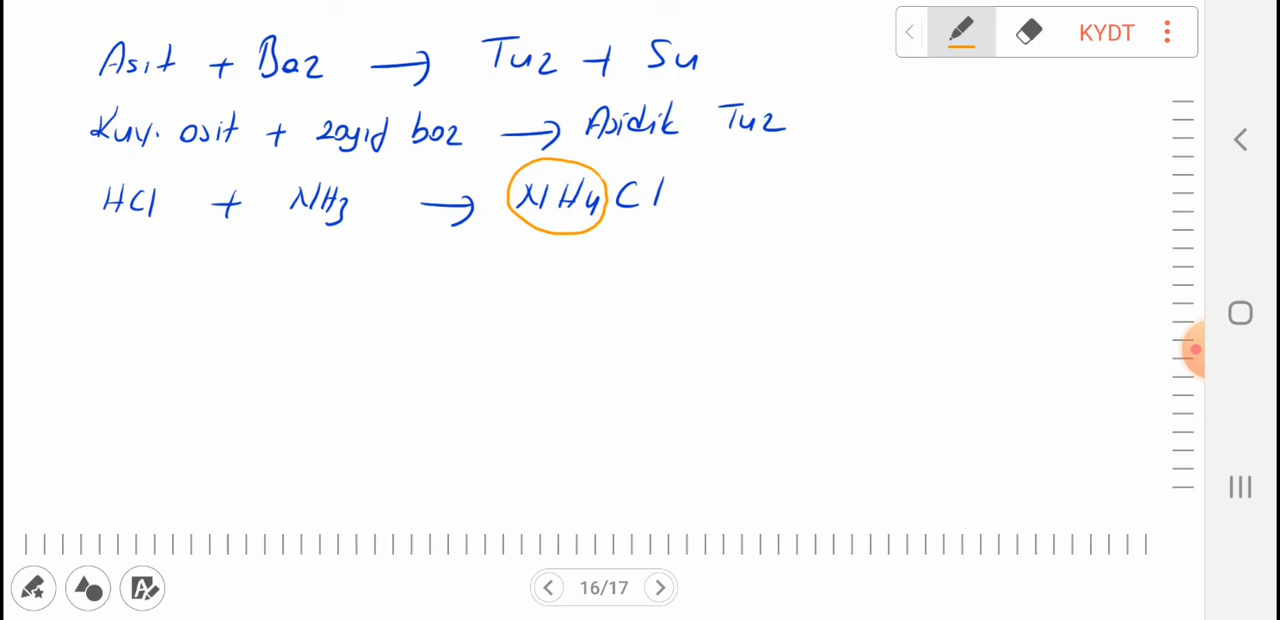 KYDT
Asit + Baz → Tuz + Su
Kuv. asit + zayıf baz → Asidik Tuz
HCl + NH3 → NH4Cl
16/17